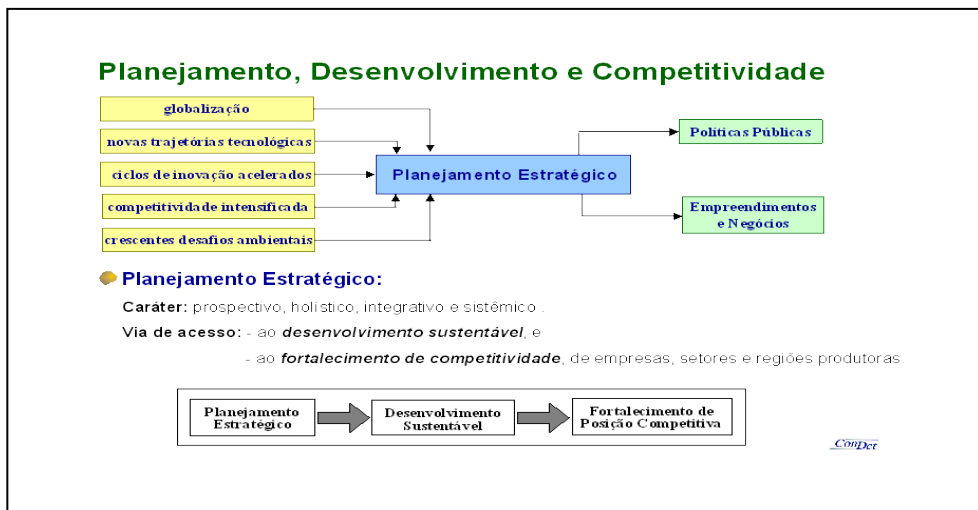 Planejamento, Desenvolvimento e Competitividade
globalização
novas trajetórias tecnológicas
ciclos de inovação acelerados
competitividade intensificada
crescentes desafios ambientais
Planejamento Estratégico
Políticas Públicas
Empreendimentos
e Negócios
Planejamento Estratégico:
Caráter: prospectivo, holístico, integrativo e sistêmico .
Via de acesso: - ao desenvolvimento sustentável, e
- ao fortalecimento de competitividade, de empresas, setores e regiões produtoras.
Planejamento
Estratégico
Desenvolvimento
Sustentável
Fortalecimento de
Posição Competitiva
ConDet